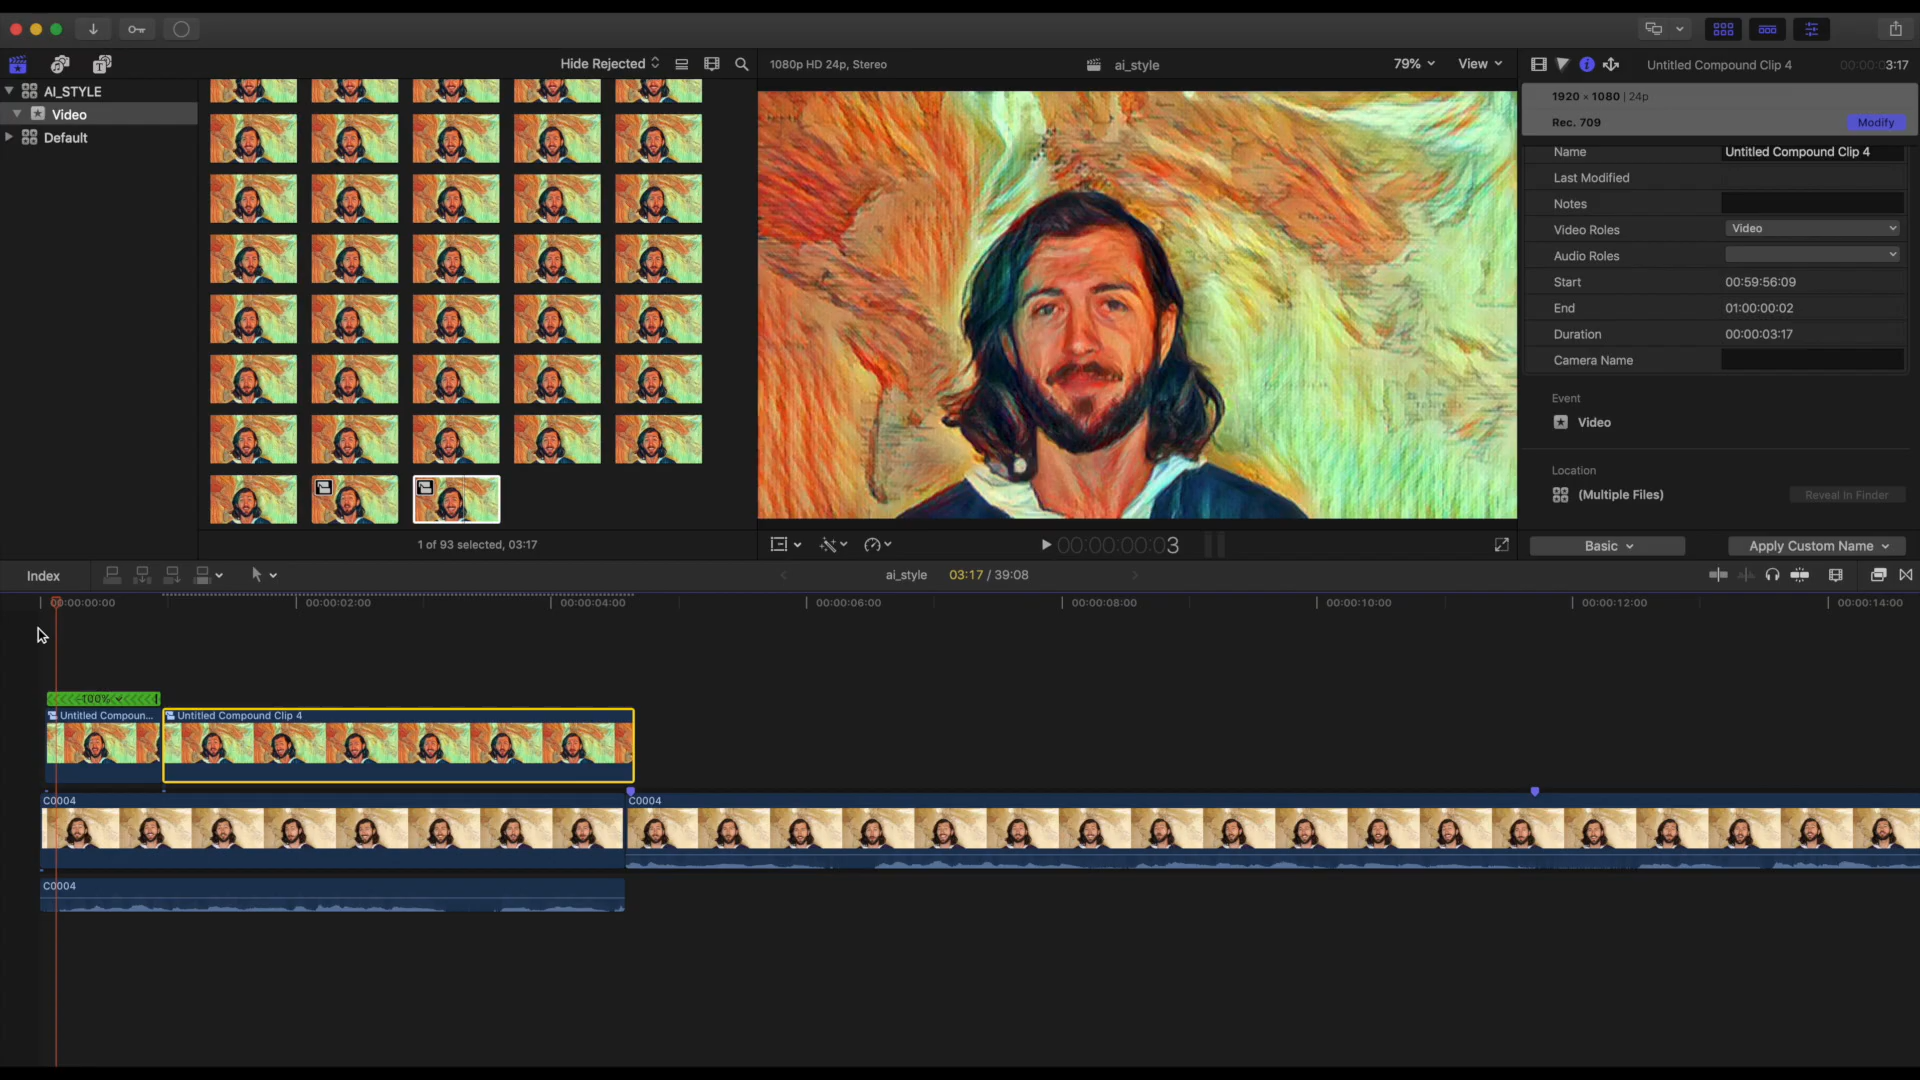 Hide Rejected
1080p HD 24p, Stereo
ai_style
79%
View
Untitled Compound Clip 4
00:00:03:17
AI_STYLE
Video
Default
1920 × 1080 | 24p
Rec. 709
Modify
Name
Untitled Compound Clip 4
Last Modified
Notes
Video Roles
Video
Audio Roles
Start
00:59:56:09
End
01:00:00:02
Duration
00:00:03:17
Camera Name
Event
Video
Location
(Multiple Files)
Reveal In Finder
1 of 93 selected, 03:17
00:00:00:03
Basic
Apply Custom Name
Index
ai_style
03:17 / 39:08
00:00:00:00
00:00:02:00
00:00:04:00
00:00:06:00
00:00:08:00
00:00:10:00
00:00:12:00
00:00:14:00
-100%
Untitled Compoun...
Untitled Compound Clip 4
C0004
C0004
C0004